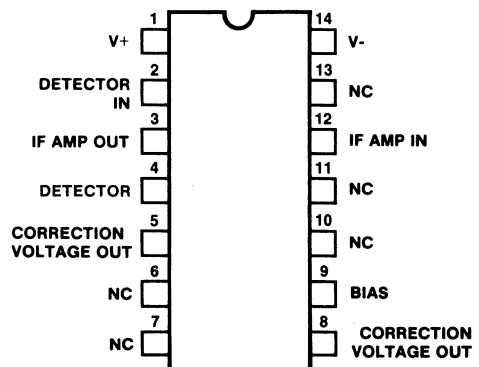 1
V+
2
DETECTOR
IN
3
IF AMP OUT
4
DETECTOR
5
CORRECTION
VOLTAGE OUT
6
NC
7
NC
14
V-
13
NC
12
IF AMP IN
11
NC
10
NC
9
BIAS
8
CORRECTION
VOLTAGE OUT